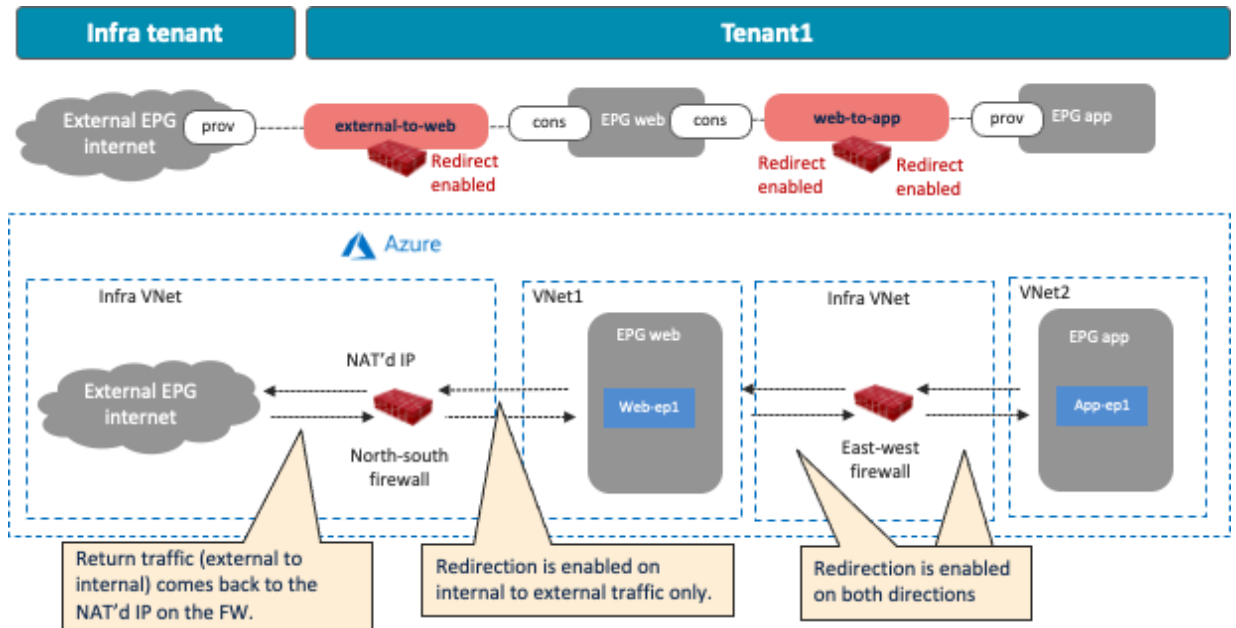 Infra tenant
Tenant1
External EPG
internet
prov
external-to-web
Redirect
enabled
cons
EPG web
cons
web-to-app
Redirect
enabled
Redirect
enabled
prov
EPG app
Azure
Infra VNet
External EPG
internet
NAT'd IP
North-south
firewall
VNet1
EPG web
Web-ep1
Infra VNet
East-west
firewall
VNet2
EPG app
App-ep1
Return traffic (external to
internal) comes back to the
NAT'd IP on the FW.
Redirection is enabled on
internal to external traffic only.
Redirection is enabled
on both directions